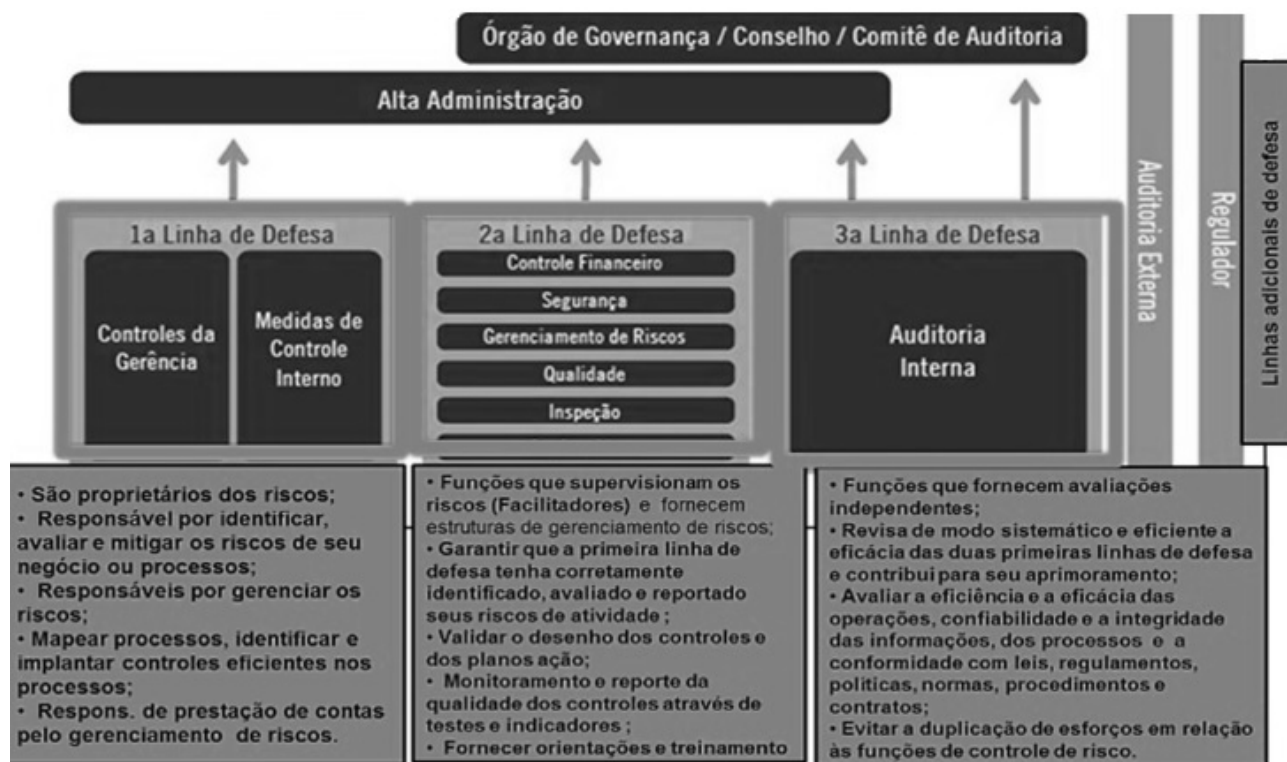 Órgão de Governança / Conselho / Comitê de Auditoria
Alta Administração
1a Linha de Defesa
Controles da
Gerência
Medidas de
Controle
Interno
2a Linha de Defesa
Controle Financeiro
Segurança
Gerenciamento de Riscos
Qualidade
Inspeção
3a Linha de Defesa
Auditoria
Interna
Auditoria Externa
Regulador
Linhas adicionais de defesa
• São proprietários dos riscos;
• Responsável por identificar,
avaliar e mitigar os riscos de seu
negócio ou processos;
• Responsáveis por gerenciar os
riscos;
• Mapear processos, identificar e
implantar controles eficientes nos
processos;
• Respons. de prestação de contas
pelo gerenciamento de riscos.
• Funções que supervisionam os
riscos (Facilitadores) e fornecem
estruturas de gerenciamento de riscos;
• Garantir que a primeira linha de
defesa tenha corretamente
identificado, avaliado e reportado
seus riscos de atividade ;
• Validar o desenho dos controles e
dos planos ação;
• Monitoramento e reporte da
qualidade dos controles através de
testes e indicadores ;
• Fornecer orientações e treinamento
• Funções que fornecem avaliações
independentes;
• Revisa de modo sistemático e eficiente a
eficácia das duas primeiras linhas de defesa
e contribui para seu aprimoramento;
• Avaliar a eficiência e a eficácia das
operações, confiabilidade e a integridade
das informações, dos processos e a
conformidade com leis, regulamentos,
politicas, normas, procedimentos e
contratos;
• Evitar a duplicação de esforços em relação
às funções de controle de risco.